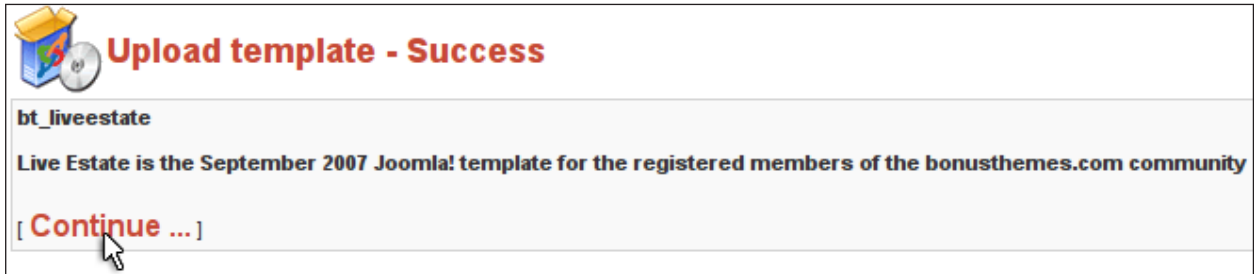 Upload template - Success
bt_liveestate
Live Estate is the September 2007 Joomla! template for the registered members of the bonusthemes.com community
[ Continue ... ]